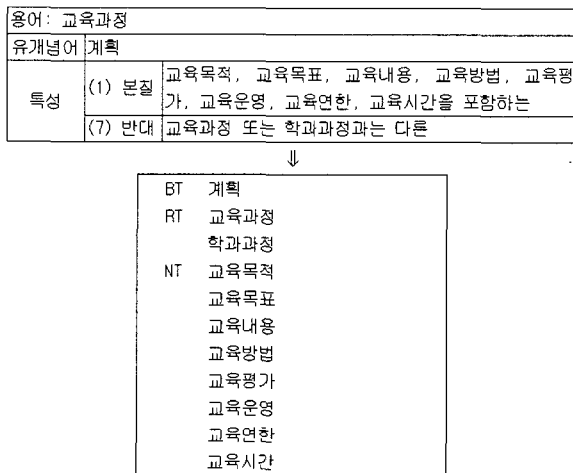 용어: 교육과정
유개념어 계획
특성 (1) 본질 교육목적, 교육목표, 교육내용, 교육방법, 교육평
가, 교육운영, 교육연한, 교육시간을 포함하는
(7) 반대 교육과정 또는 학과과정과는 다른
⇓
BT 계획
RT 교육과정
학과과정
NT 교육목적
교육목표
교육내용
교육방법
교육평가
교육운영
교육연한
교육시간